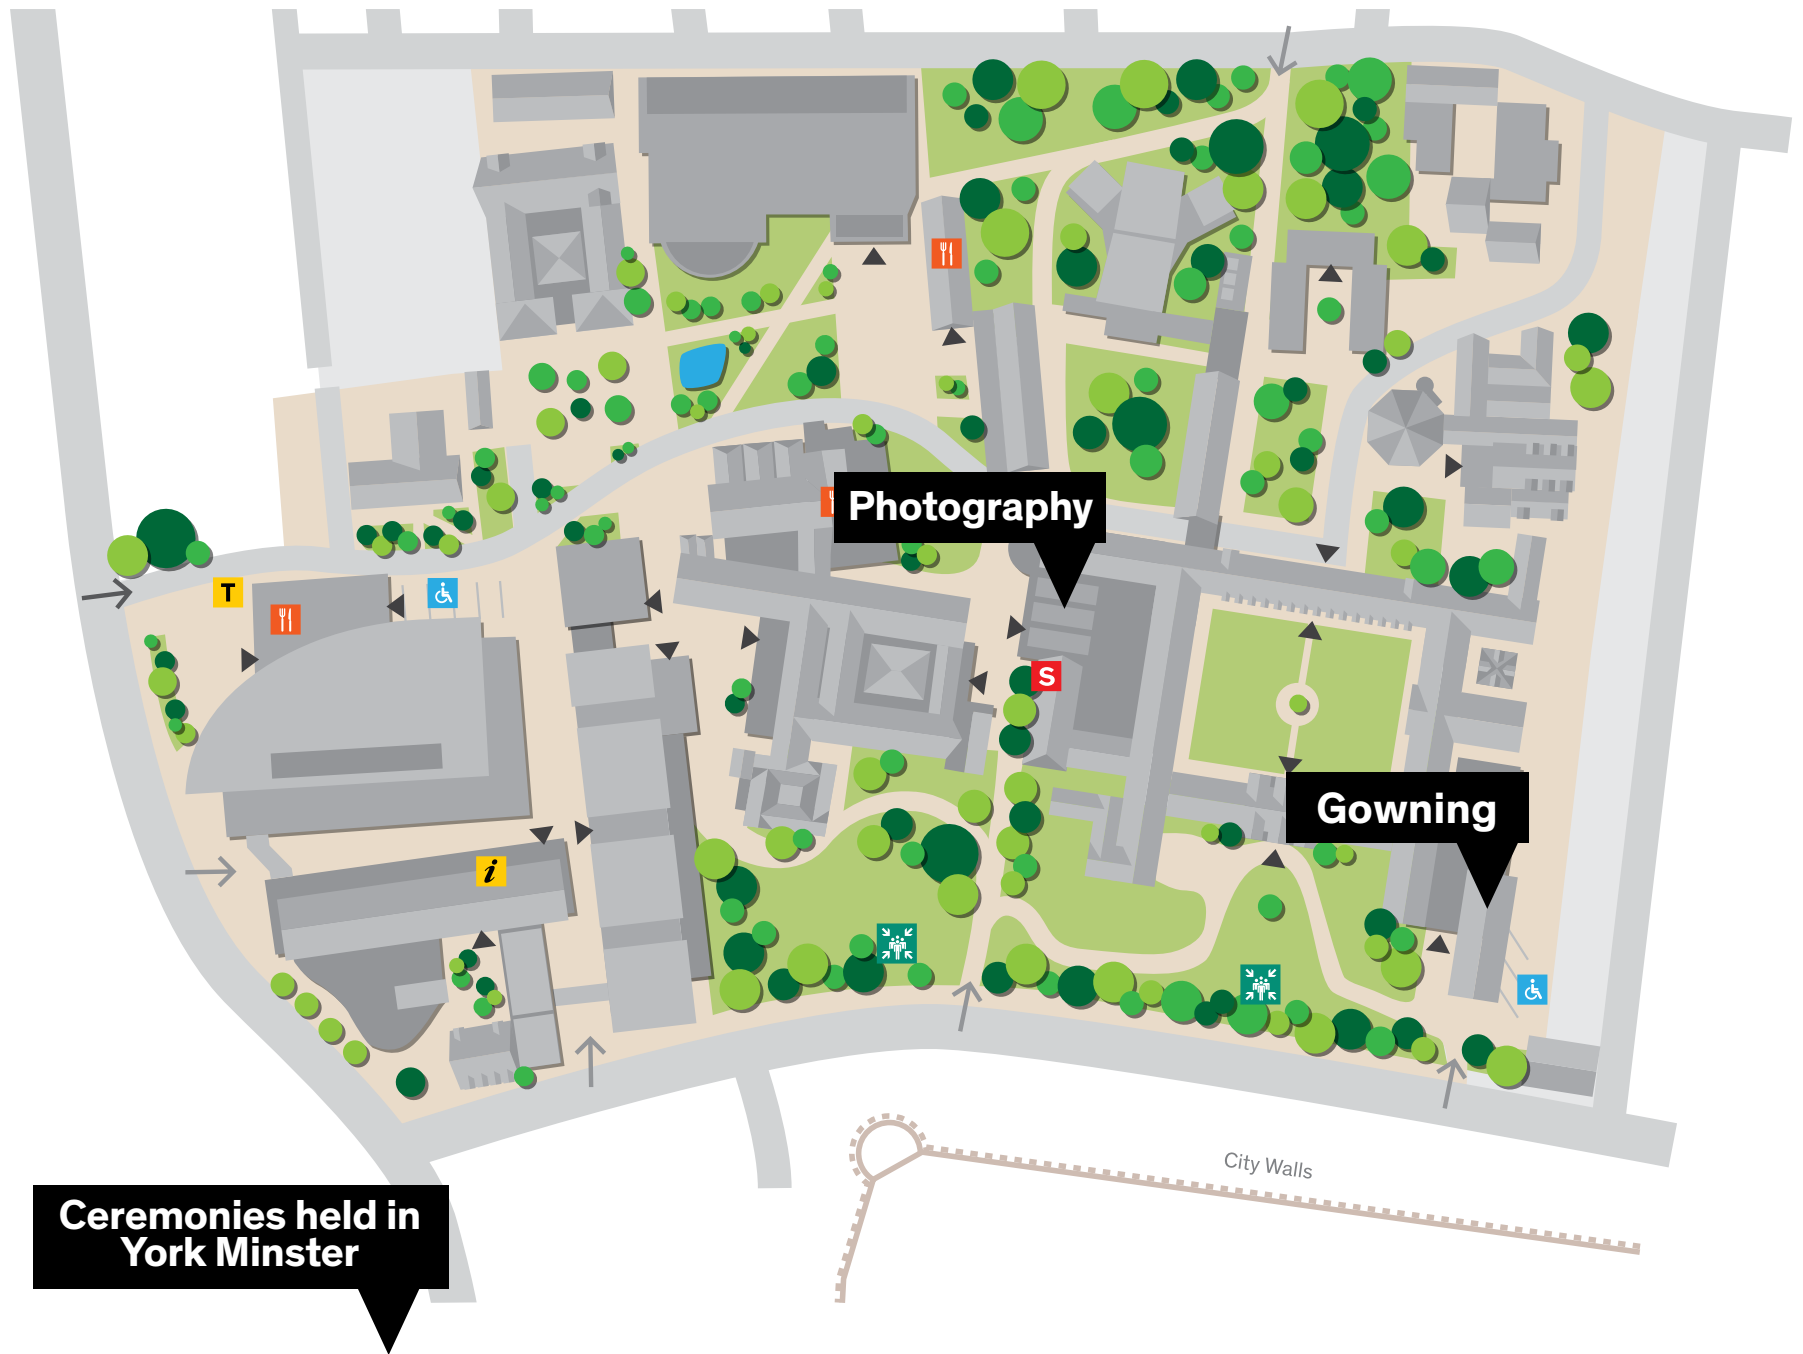 Photography
T
S
Gowning
i
City Walls
Ceremonies held in
York Minster